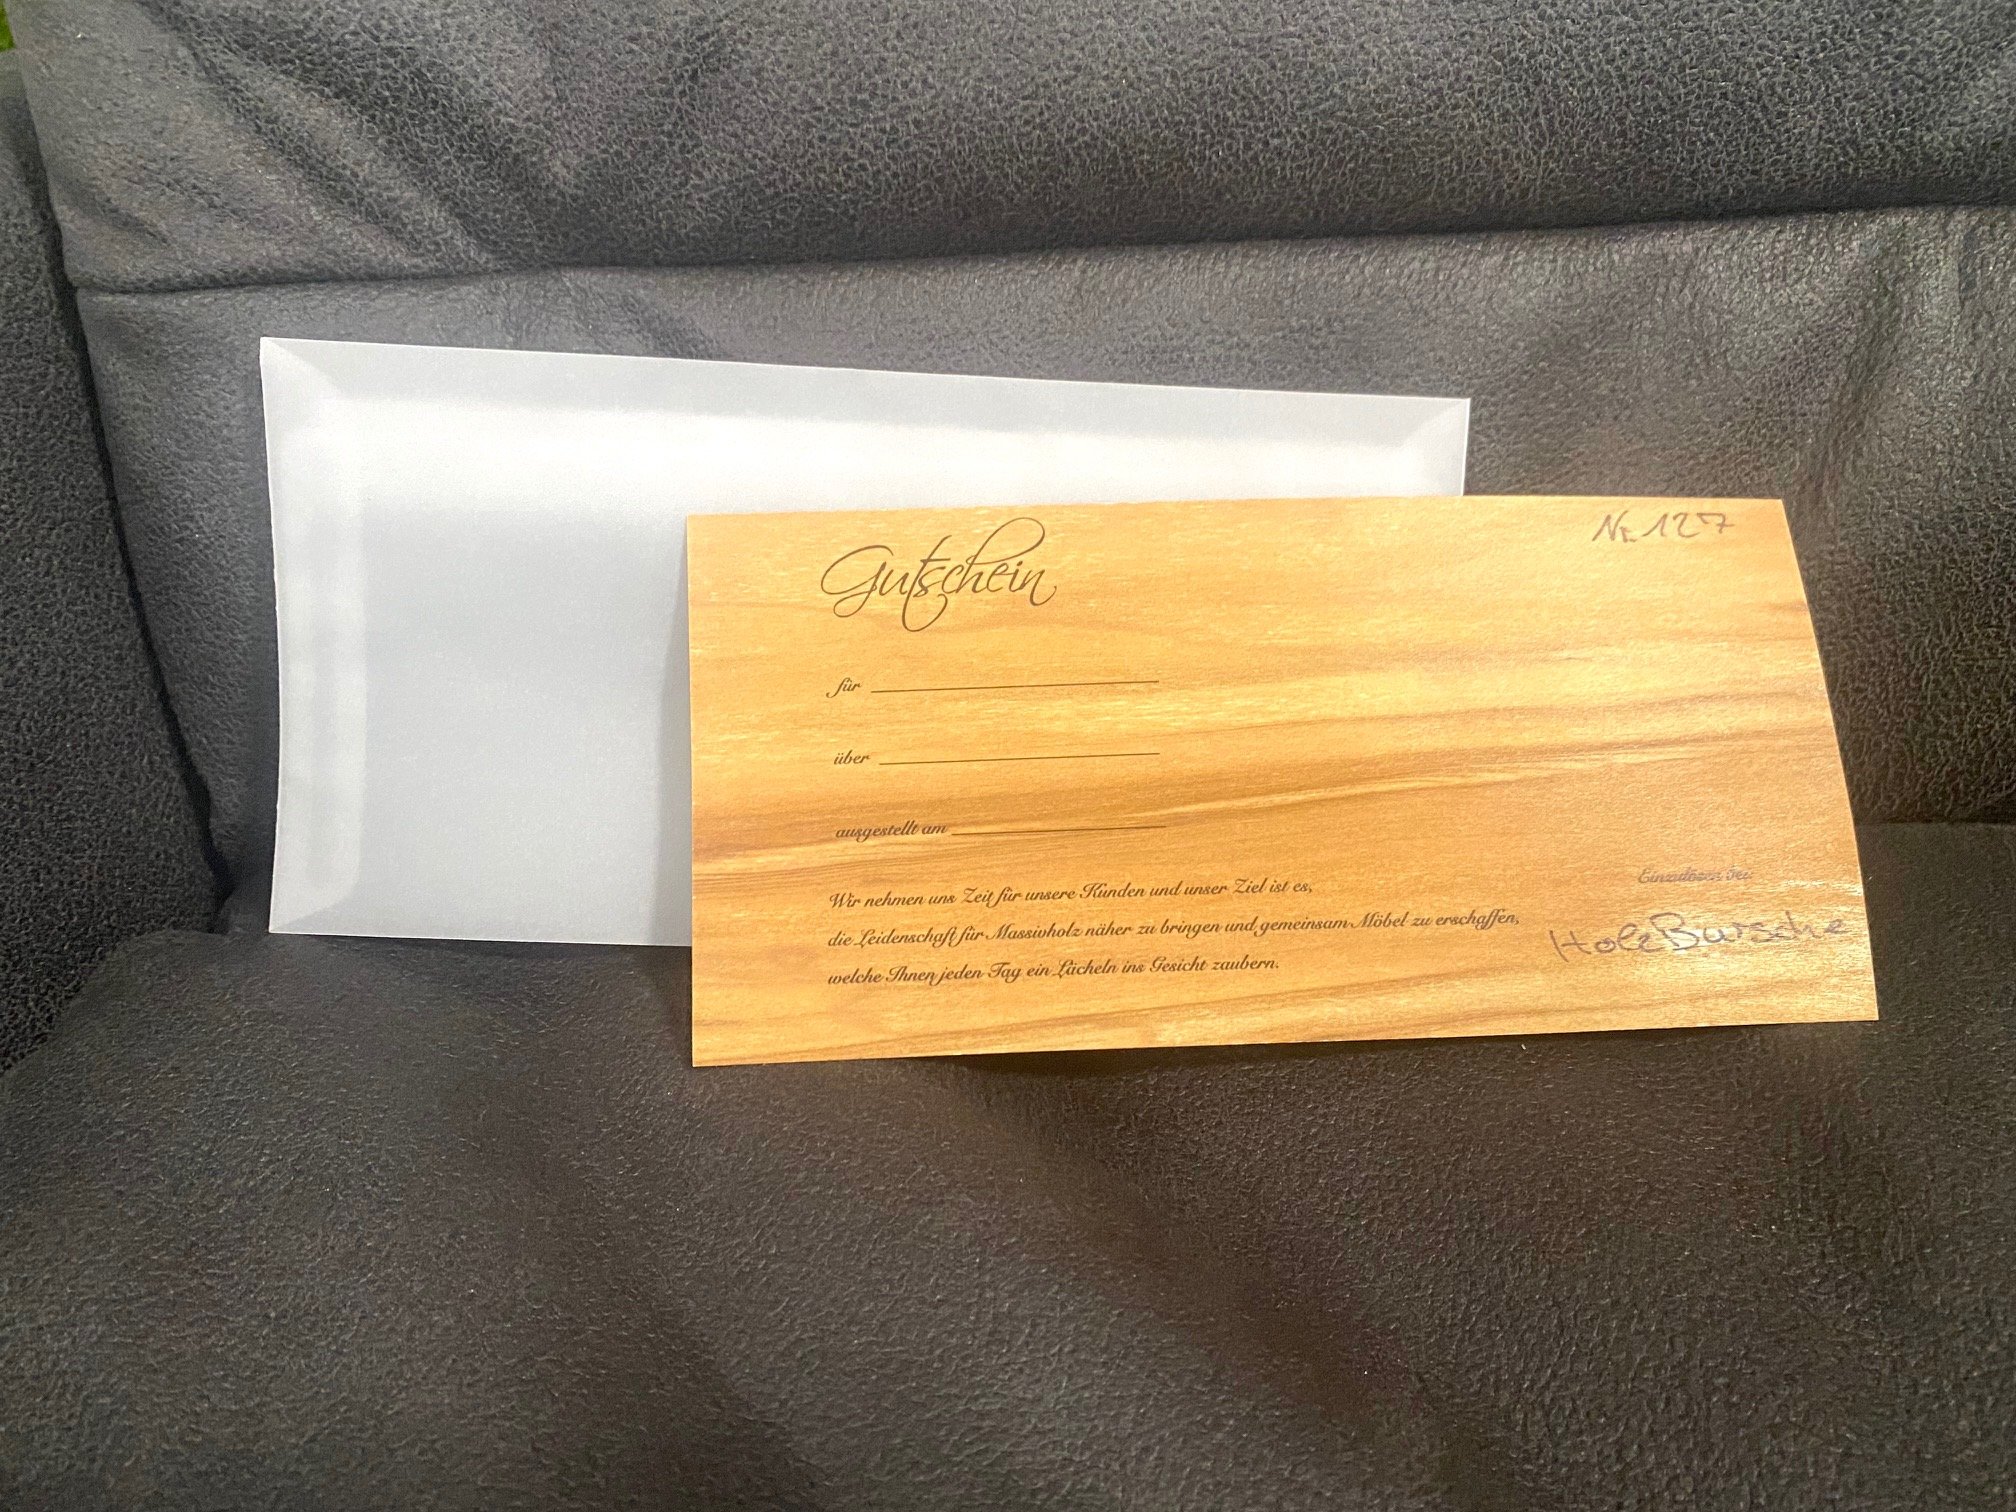 Gutschein
Nr. 127
für
über
ausgestellt am
Wir nehmen uns Zeit für unsere Kunden und unser Ziel ist es,
die Leidenschaft für Massivholz näher zu bringen und gemeinsam Möbel zu erschaffen,
welche Ihnen jeden Tag ein Lächeln ins Gesicht zaubern.
Einzulösen bei:
HolzBursche